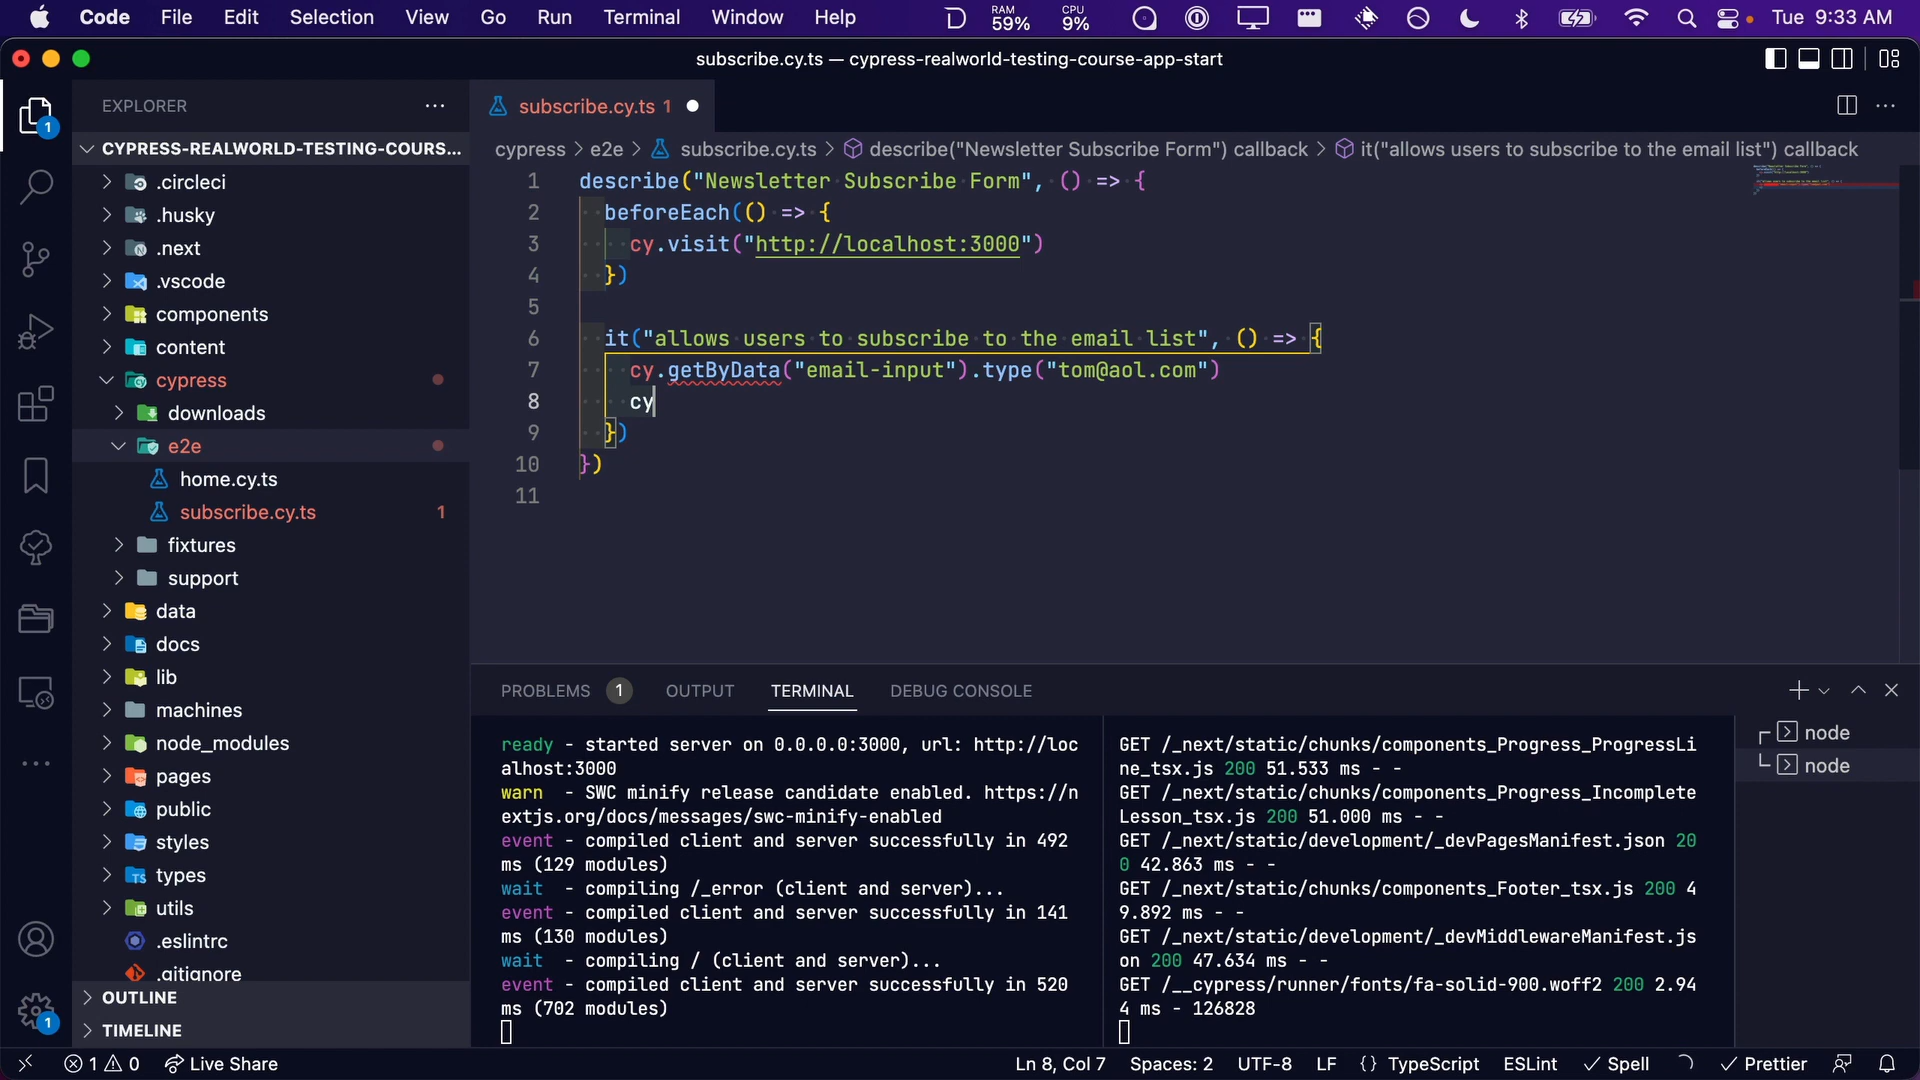 Code File Edit Selection View Go Run Terminal Window Help RAM 59% CPU 9% Tue 9:33 AM
subscribe.cy.ts — cypress-realworld-testing-course-app-start
EXPLORER
subscribe.cy.ts 1
CYPRESS-REALWORLD-TESTING-COURS...
cypress > e2e > subscribe.cy.ts > describe("Newsletter Subscribe Form") callback > it("allows users to subscribe to the email list") callback
.circleci
.husky
.next
.vscode
components
content
cypress
downloads
e2e
home.cy.ts
subscribe.cy.ts 1
fixtures
support
data
docs
lib
machines
node_modules
pages
public
styles
types
utils
.eslintrc
.gitignore
OUTLINE
TIMELINE
1 describe("Newsletter Subscribe Form", () => {
2 beforeEach(() => {
3 cy.visit("http://localhost:3000")
4 })
5
6 it("allows users to subscribe to the email list", () => {
7 cy.getByData("email-input").type("tom@aol.com")
8 cy
9 })
10 })
11
PROBLEMS 1 OUTPUT TERMINAL DEBUG CONSOLE
ready - started server on 0.0.0.0:3000, url: http://loc
alhost:3000
warn - SWC minify release candidate enabled. https://n
extjs.org/docs/messages/swc-minify-enabled
event - compiled client and server successfully in 492
ms (129 modules)
wait - compiling /_error (client and server)...
event - compiled client and server successfully in 141
ms (130 modules)
wait - compiling / (client and server)...
event - compiled client and server successfully in 520
ms (702 modules)
GET /_next/static/chunks/components_Progress_ProgressLi
ne_tsx.js 200 51.533 ms - -
GET /_next/static/chunks/components_Progress_Incomplete
Lesson_tsx.js 200 51.000 ms - -
GET /_next/static/development/_devPagesManifest.json 20
0 42.863 ms - -
GET /_next/static/chunks/components_Footer_tsx.js 200 4
9.892 ms - -
GET /_next/static/development/_devMiddlewareManifest.js
on 200 47.634 ms - -
GET /__cypress/runner/fonts/fa-solid-900.woff2 200 2.94
4 ms - 126828
node
node
1
1
1 0 Live Share Ln 8, Col 7 Spaces: 2 UTF-8 LF {} TypeScript ESLint Spell Prettier